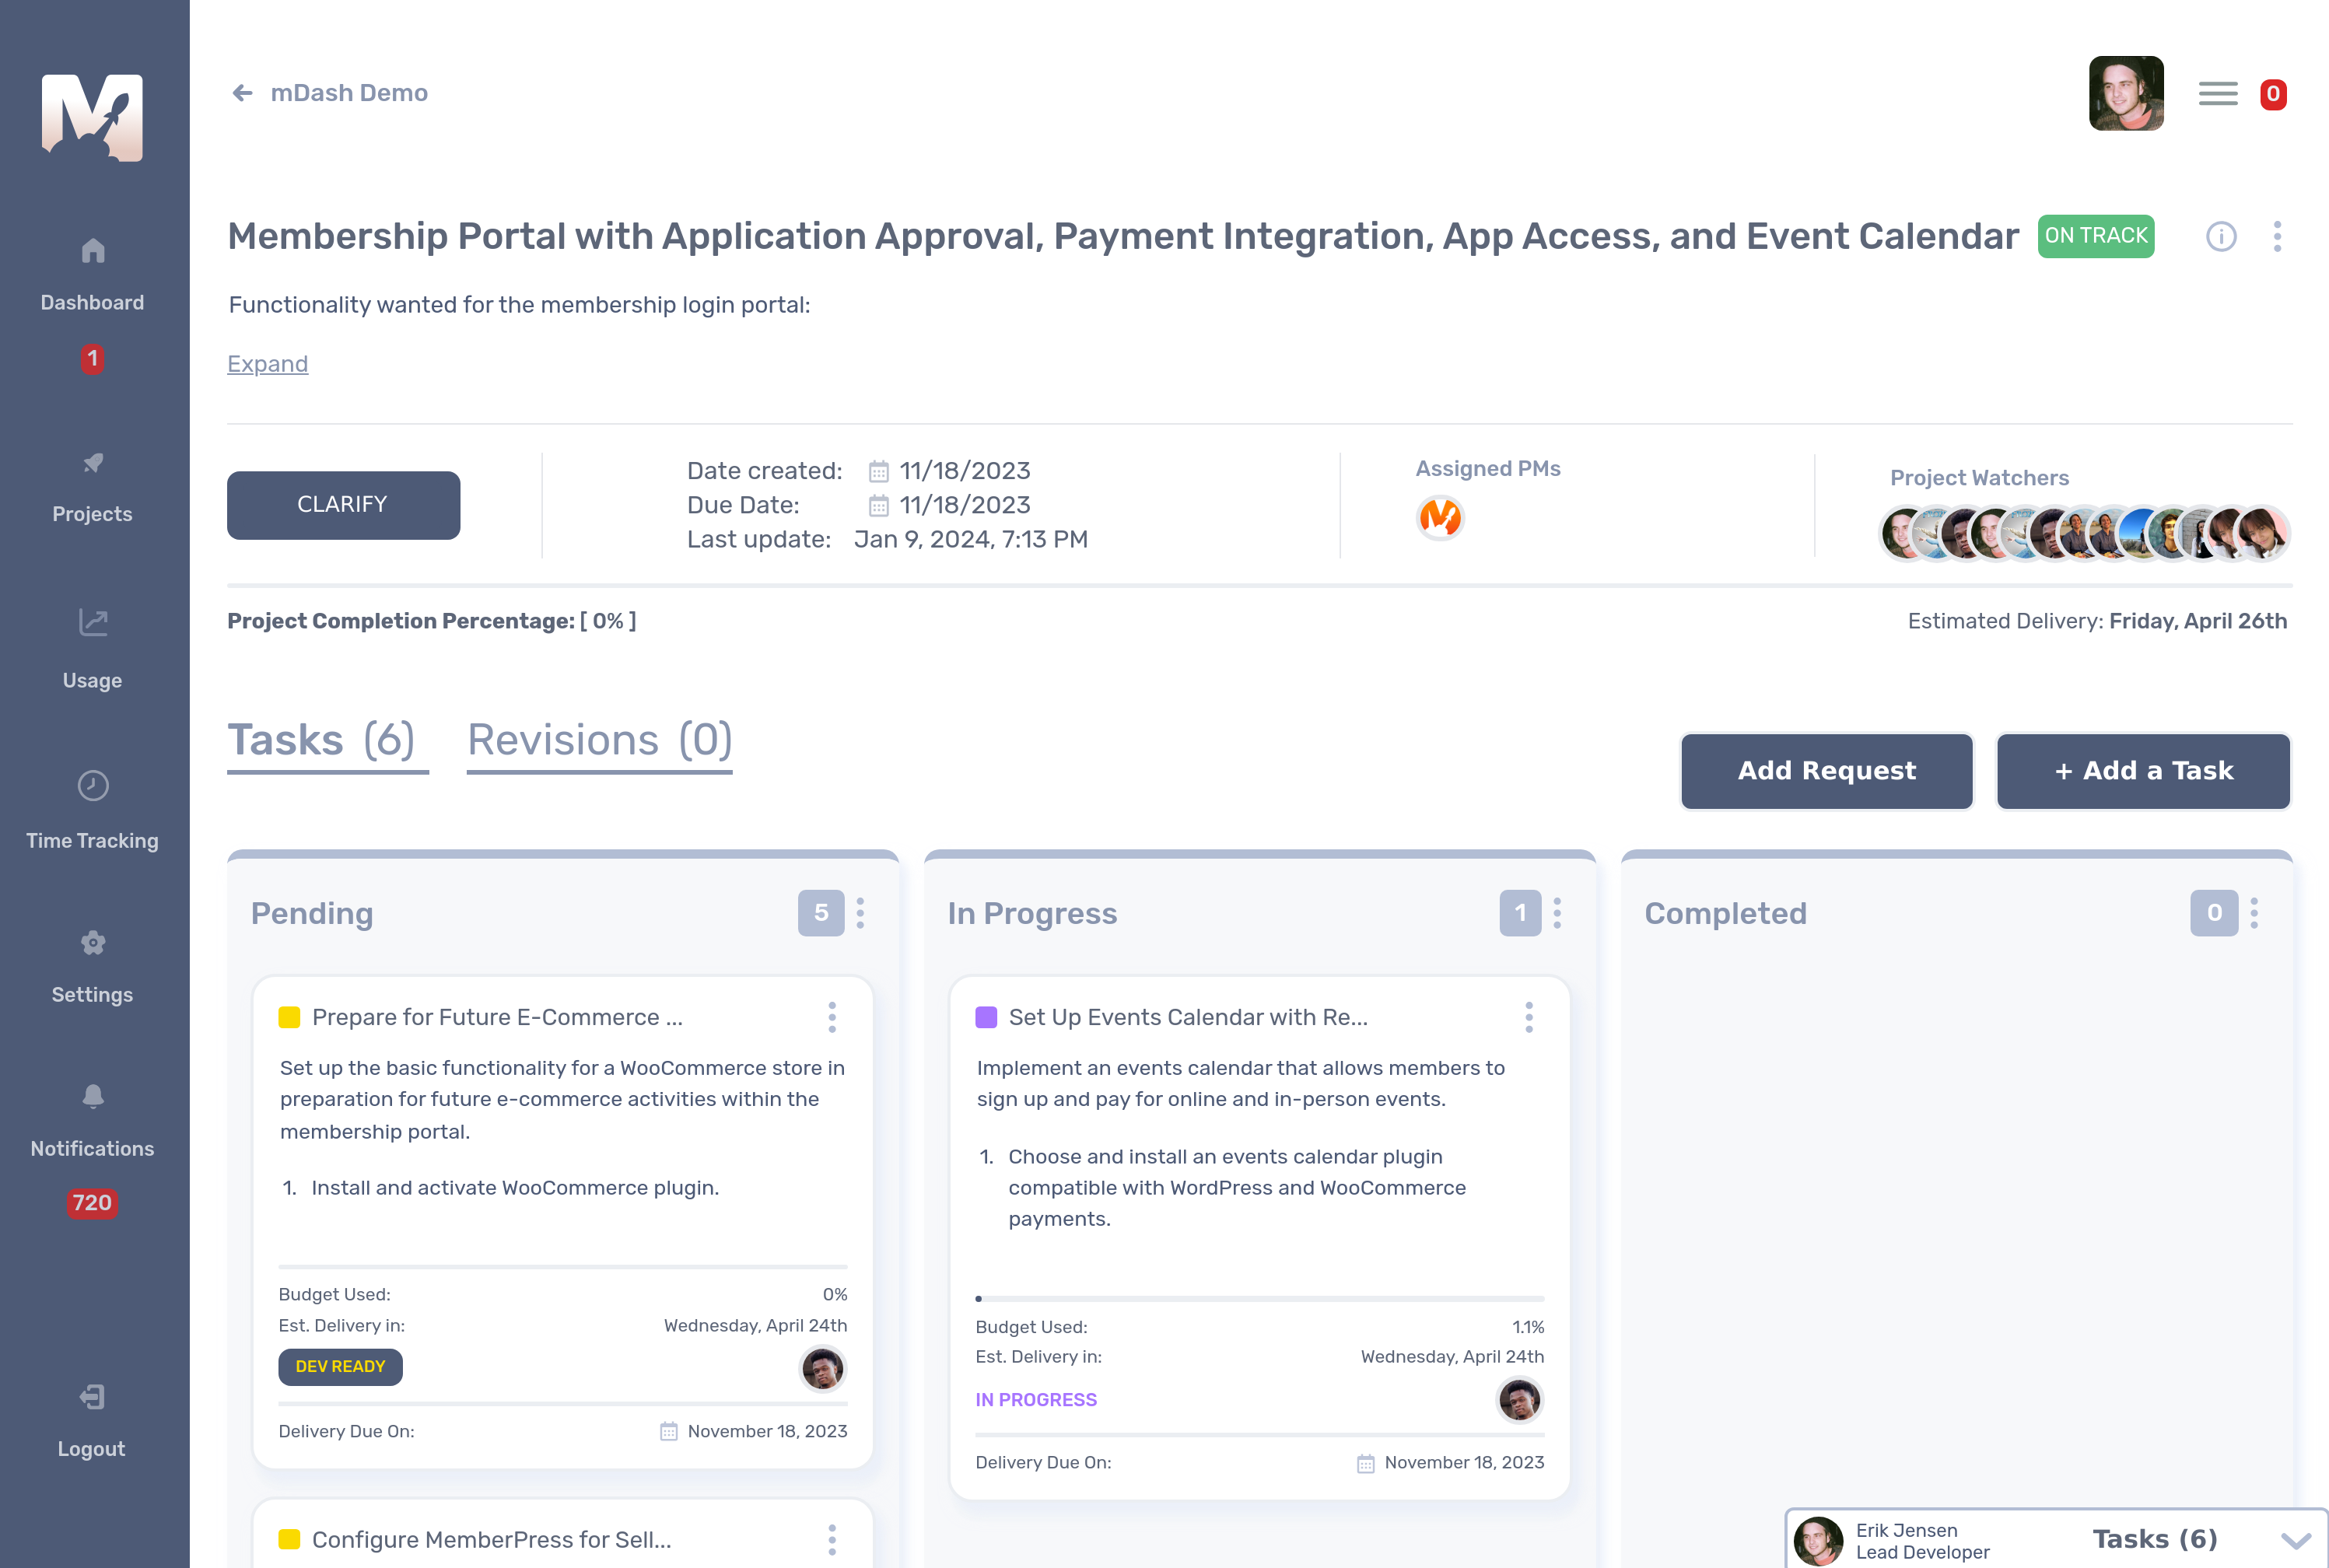 mDash Demo
0
Dashboard
1
Projects
Usage
Time Tracking
Settings
Notifications
720
Logout
Membership Portal with Application Approval, Payment Integration, App Access, and Event Calendar
ON TRACK
Functionality wanted for the membership login portal:
Expand
CLARIFY
Date created: 11/18/2023
Due Date: 11/18/2023
Last update: Jan 9, 2024, 7:13 PM
Assigned PMs
Project Watchers
Project Completion Percentage: [ 0% ]
Estimated Delivery: Friday, April 26th
Tasks (6)
Revisions (0)
Add Request
+ Add a Task
Pending
5
Prepare for Future E-Commerce ...
Set up the basic functionality for a WooCommerce store in
preparation for future e-commerce activities within the
membership portal.
1. Install and activate WooCommerce plugin.
Budget Used: 0%
Est. Delivery in: Wednesday, April 24th
DEV READY
Delivery Due On: November 18, 2023
Configure MemberPress for Sell...
In Progress
1
Set Up Events Calendar with Re...
Implement an events calendar that allows members to
sign up and pay for online and in-person events.
1. Choose and install an events calendar plugin
compatible with WordPress and WooCommerce
payments.
Budget Used: 1.1%
Est. Delivery in: Wednesday, April 24th
IN PROGRESS
Delivery Due On: November 18, 2023
Completed
0
Erik Jensen
Lead Developer
Tasks (6)